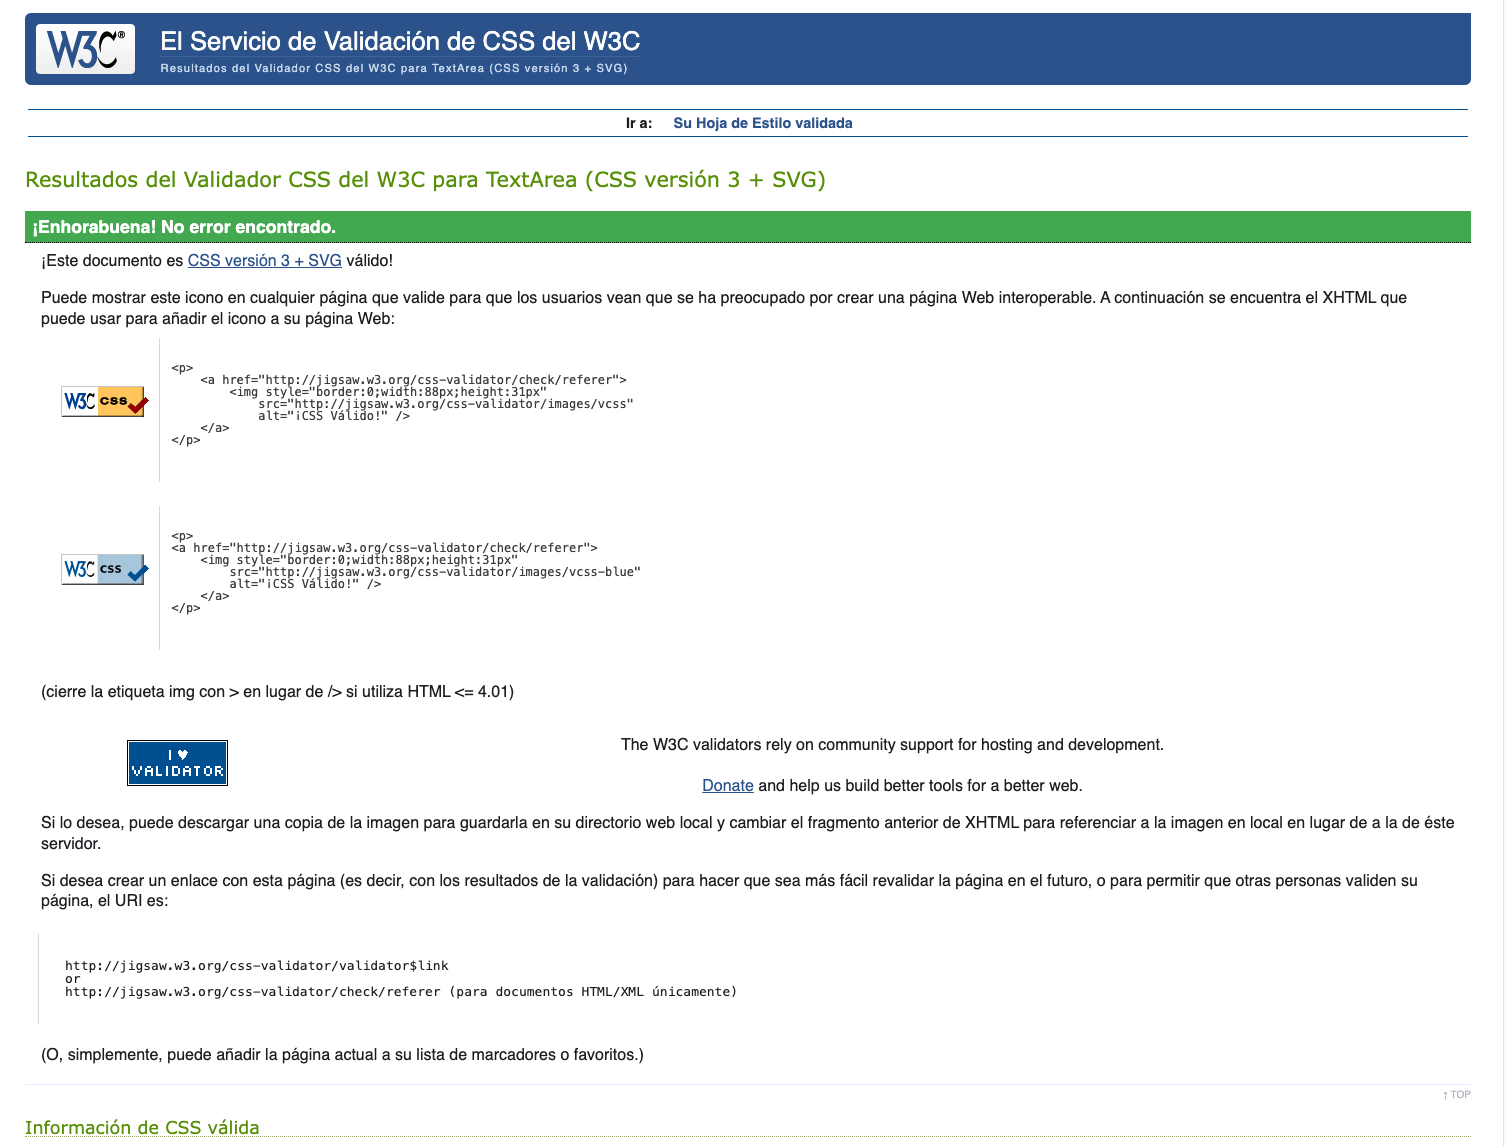 W3C®
El Servicio de Validación de CSS del W3C
Resultados del Validador CSS del W3C para TextArea (CSS versión 3 + SVG)
Ir a: Su Hoja de Estilo validada
Resultados del Validador CSS del W3C para TextArea (CSS versión 3 + SVG)
¡Enhorabuena! No error encontrado.
¡Este documento es CSS versión 3 + SVG válido!
Puede mostrar este icono en cualquier página que valide para que los usuarios vean que se ha preocupado por crear una página Web interoperable. A continuación se encuentra el XHTML que
puede usar para añadir el icono a su página Web:
W3C CSS
<p>
    <a href="http://jigsaw.w3.org/css-validator/check/referer">
        <img style="border:0;width:88px;height:31px"
            src="http://jigsaw.w3.org/css-validator/images/vcss"
            alt="¡CSS Válido!" />
    </a>
</p>
W3C CSS
<p>
<a href="http://jigsaw.w3.org/css-validator/check/referer">
    <img style="border:0;width:88px;height:31px"
        src="http://jigsaw.w3.org/css-validator/images/vcss-blue"
        alt="¡CSS Válido!" />
    </a>
</p>
(cierre la etiqueta img con > en lugar de /> si utiliza HTML <= 4.01)
I ♥
VALIDATOR
The W3C validators rely on community support for hosting and development.
Donate and help us build better tools for a better web.
Si lo desea, puede descargar una copia de la imagen para guardarla en su directorio web local y cambiar el fragmento anterior de XHTML para referenciar a la imagen en local en lugar de a la de éste
servidor.
Si desea crear un enlace con esta página (es decir, con los resultados de la validación) para hacer que sea más fácil revalidar la página en el futuro, o para permitir que otras personas validen su
página, el URI es:
http://jigsaw.w3.org/css-validator/validator$link
or
http://jigsaw.w3.org/css-validator/check/referer (para documentos HTML/XML únicamente)
(O, simplemente, puede añadir la página actual a su lista de marcadores o favoritos.)
↑ TOP
Información de CSS válida